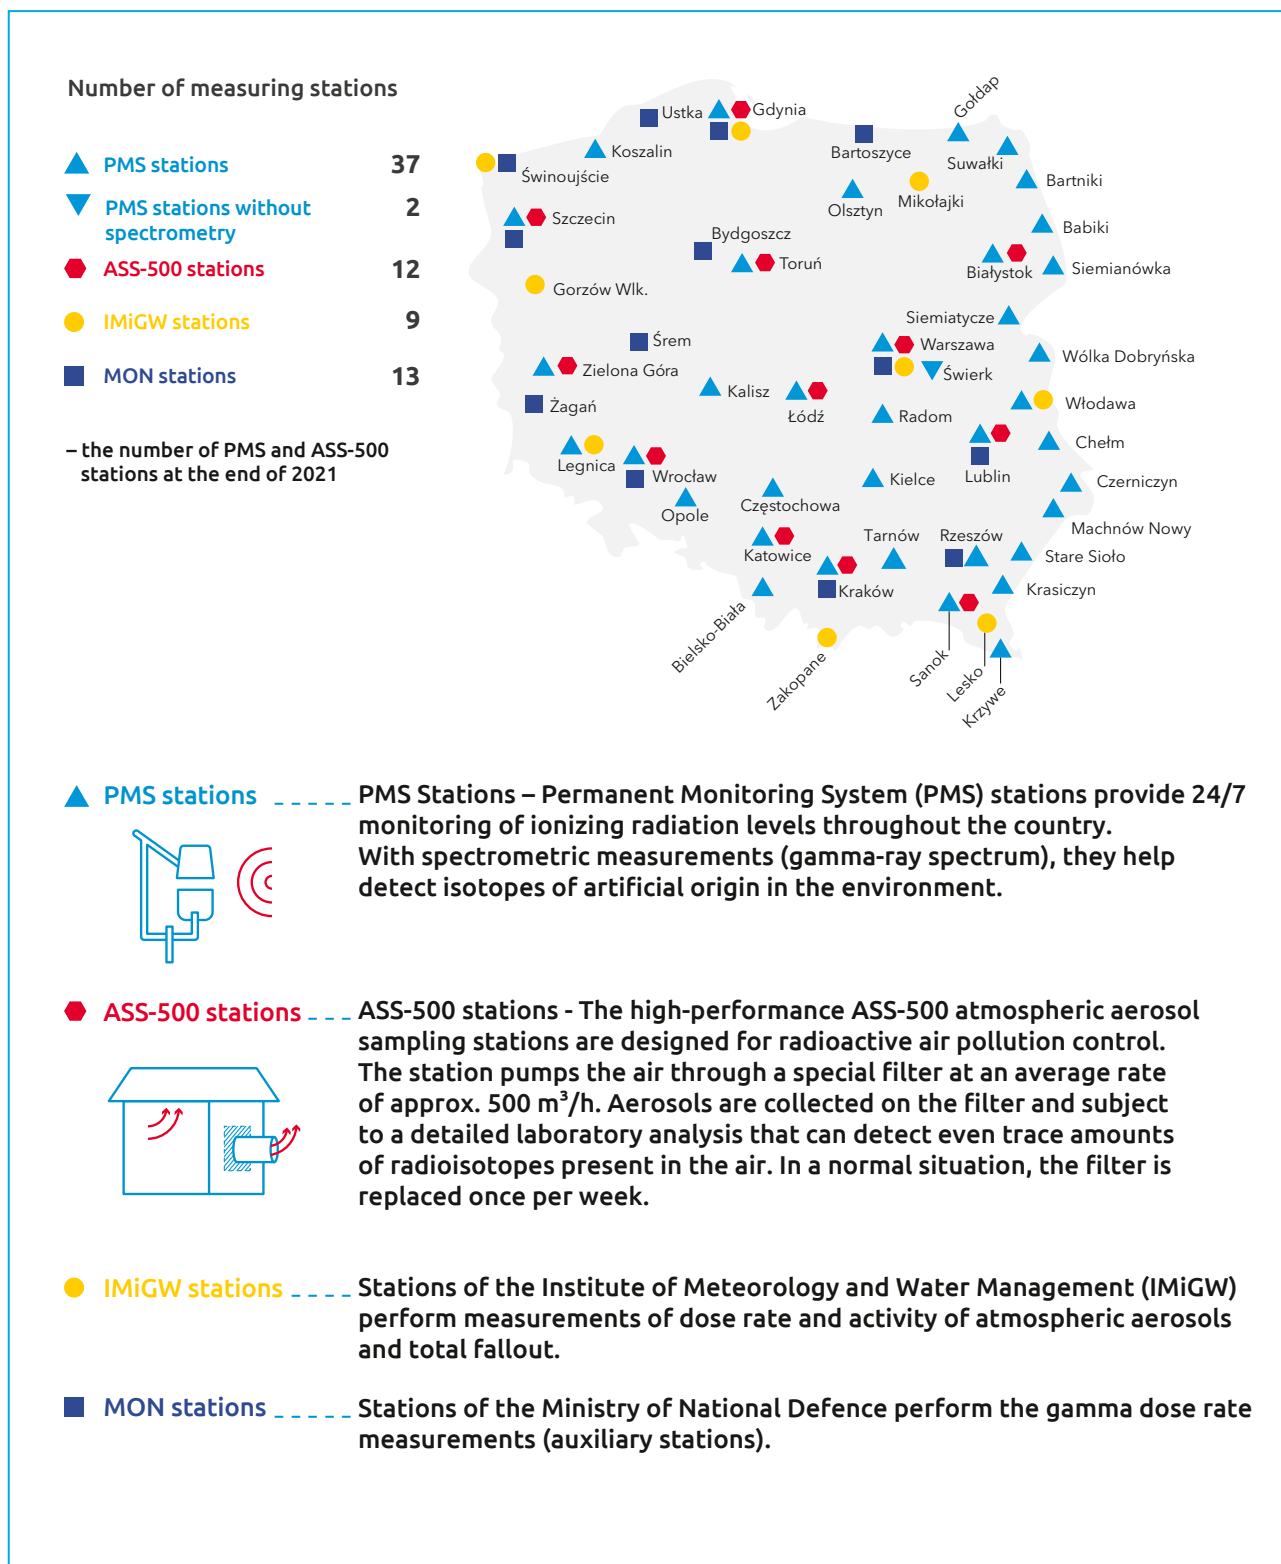 Number of measuring stations
PMS stations 37
PMS stations without 2
spectrometry
ASS-500 stations 12
IMiGW stations 9
MON stations 13
– the number of PMS and ASS-500
stations at the end of 2021
Gołdap
Ustka
Gdynia
Koszalin
Bartoszyce
Suwałki
Świnoujście
Bartniki
Mikołajki
Olsztyn
Szczecin
Babiki
Bydgoszcz
Toruń
Białystok
Siemianówka
Gorzów Wlk.
Siemiatycze
Śrem
Warszawa
Wólka Dobryńska
Zielona Góra
Świerk
Kalisz
Żagań
Łódź
Radom
Włodawa
Chełm
Legnica
Wrocław
Lublin
Kielce
Czerniczyn
Częstochowa
Opole
Machnów Nowy
Tarnów
Rzeszów
Katowice
Stare Sioło
Kraków
Krasiczyn
Bielsko-Biała
Zakopane
Sanok
Lesko
Krzywe
PMS stations
PMS Stations – Permanent Monitoring System (PMS) stations provide 24/7
monitoring of ionizing radiation levels throughout the country.
With spectrometric measurements (gamma-ray spectrum), they help
detect isotopes of artificial origin in the environment.
ASS-500 stations
ASS-500 stations - The high-performance ASS-500 atmospheric aerosol
sampling stations are designed for radioactive air pollution control.
The station pumps the air through a special filter at an average rate
of approx. 500 m³/h. Aerosols are collected on the filter and subject
to a detailed laboratory analysis that can detect even trace amounts
of radioisotopes present in the air. In a normal situation, the filter is
replaced once per week.
IMiGW stations
Stations of the Institute of Meteorology and Water Management (IMiGW)
perform measurements of dose rate and activity of atmospheric aerosols
and total fallout.
MON stations
Stations of the Ministry of National Defence perform the gamma dose rate
measurements (auxiliary stations).